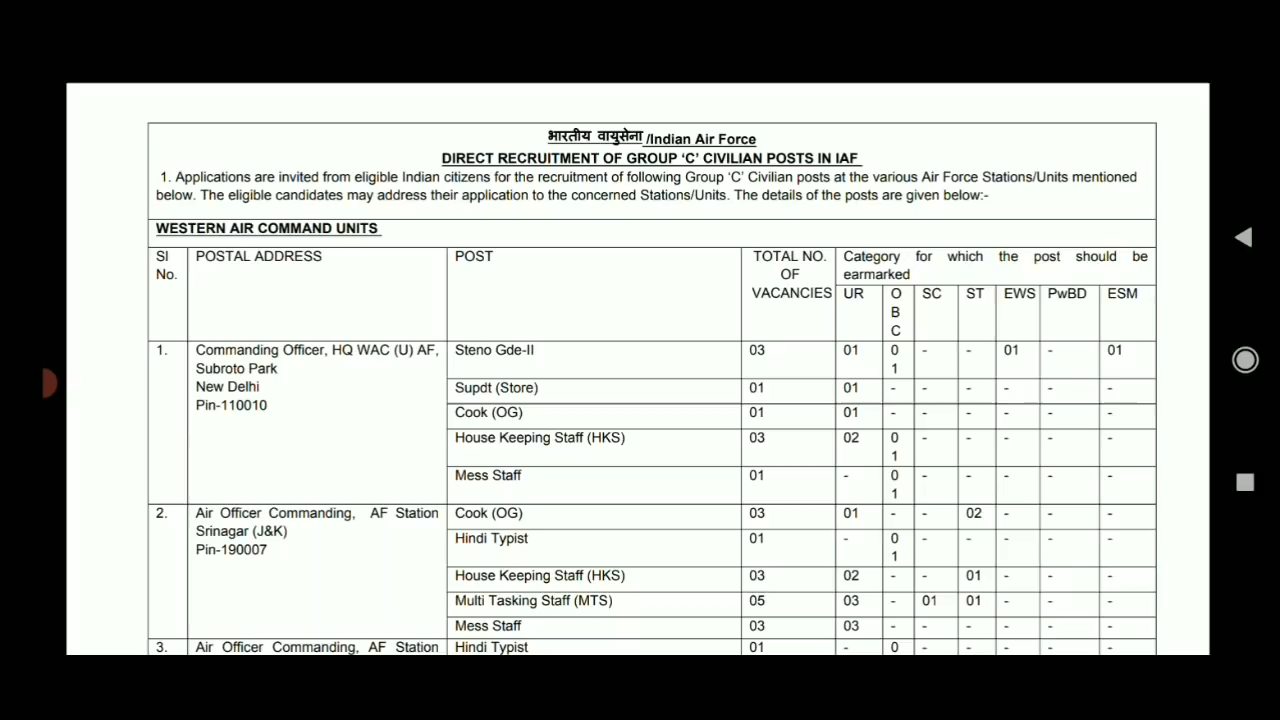 भारतीय वायुसेना/Indian Air Force
DIRECT RECRUITMENT OF GROUP ‘C’ CIVILIAN POSTS IN IAF
1. Applications are invited from eligible Indian citizens for the recruitment of following Group ‘C’ Civilian posts at the various Air Force Stations/Units mentioned
below. The eligible candidates may address their application to the concerned Stations/Units. The details of the posts are given below:-
WESTERN AIR COMMAND UNITS
Sl No. POSTAL ADDRESS POST TOTAL NO. OF VACANCIES Category for which the post should be earmarked
UR OBC SC ST EWS PwBD ESM
1. Commanding Officer, HQ WAC (U) AF, Steno Gde-II 03 01 01 - - 01 - 01
Subroto Park
New Delhi Supdt (Store) 01 01 - - - - - -
Pin-110010 Cook (OG) 01 01 - - - - - -
House Keeping Staff (HKS) 03 02 01 - - - - -
Mess Staff 01 - 01 - - - - -
2. Air Officer Commanding, AF Station Cook (OG) 03 01 - - 02 - - -
Srinagar (J&K) Hindi Typist 01 - 01 - - - - -
Pin-190007
House Keeping Staff (HKS) 03 02 - - 01 - - -
Multi Tasking Staff (MTS) 05 03 - 01 01 - - -
Mess Staff 03 03 - - - - - -
3. Air Officer Commanding, AF Station Hindi Typist 01 - 0 - - - - -